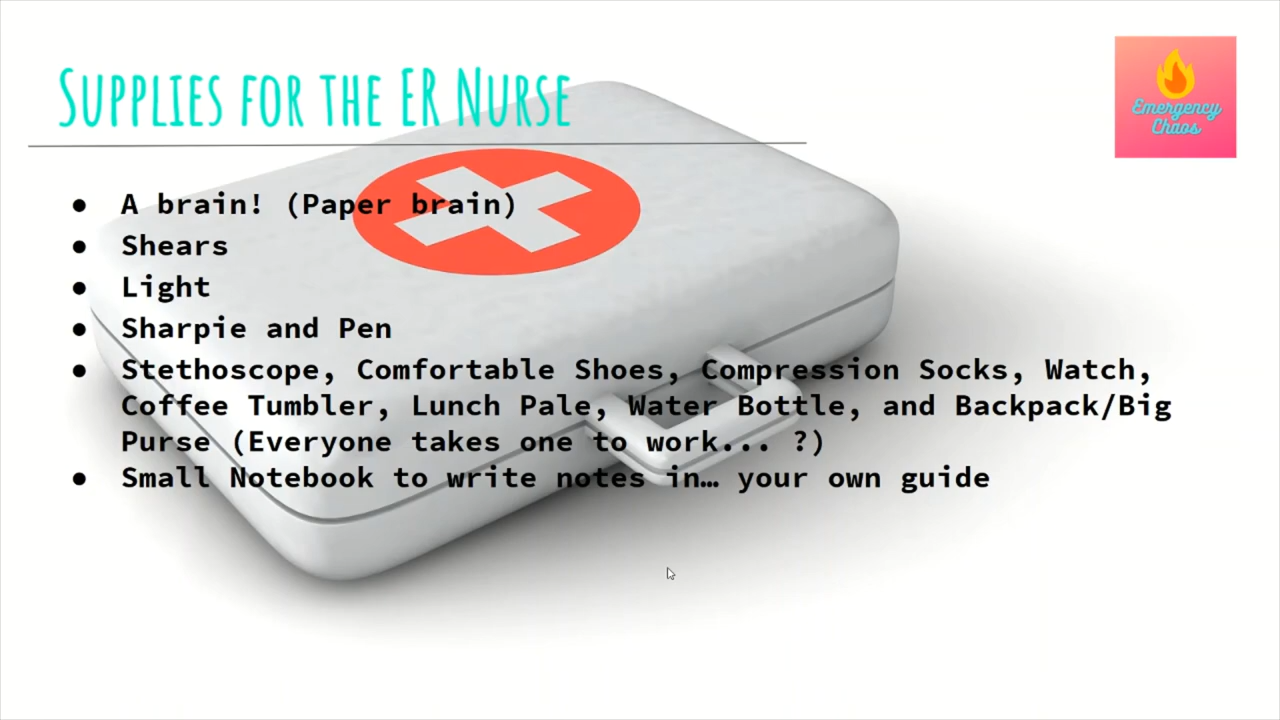 Supplies for the ER Nurse
Emergency
Chaos
● A brain! (Paper brain)
● Shears
● Light
● Sharpie and Pen
● Stethoscope, Comfortable Shoes, Compression Socks, Watch,
Coffee Tumbler, Lunch Pale, Water Bottle, and Backpack/Big
Purse (Everyone takes one to work... ?)
● Small Notebook to write notes in… your own guide